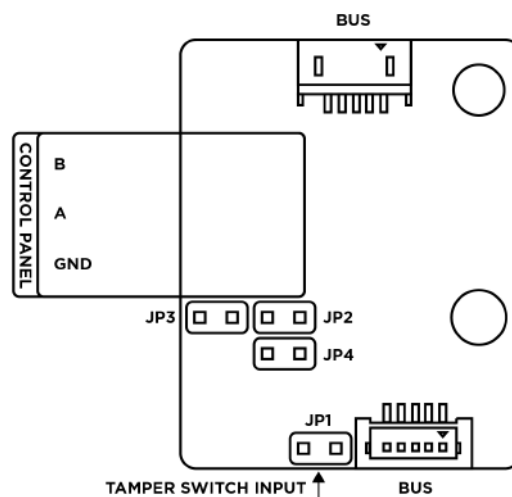 BUS
CONTROL PANEL
B
A
GND
JP3
JP2
JP4
JP1
TAMPER SWITCH INPUT
BUS